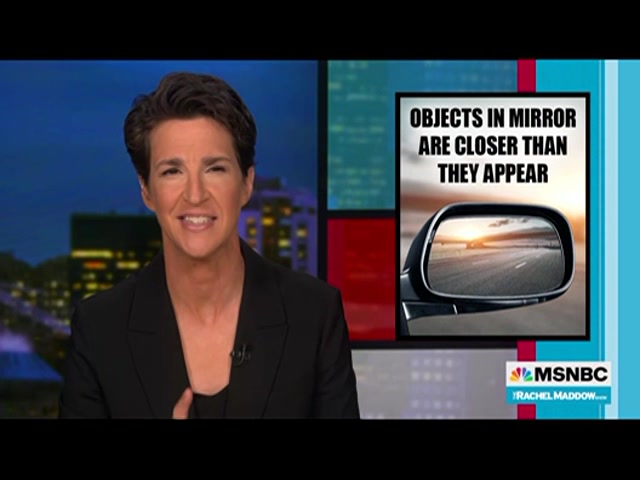 OBJECTS IN MIRROR
ARE CLOSER THAN
THEY APPEAR
MSNBC
THE RACHEL MADDOW SHOW